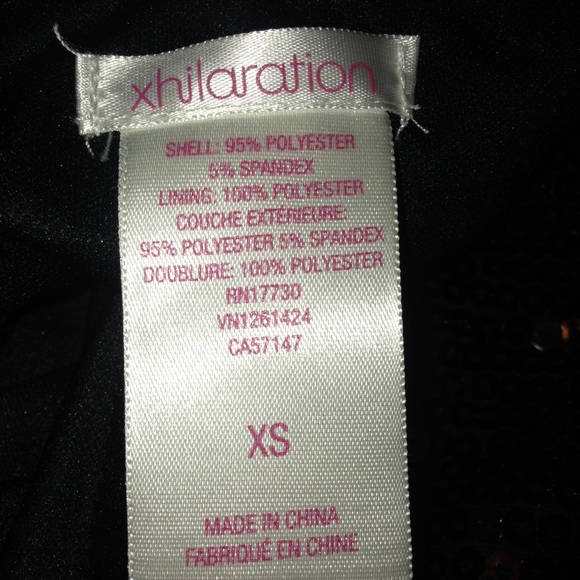 xhilaration
SHELL: 95% POLYESTER
5% SPANDEX
LINING: 100% POLYESTER
COUCHE EXTÉRIEURE:
95% POLYESTER 5% SPANDEX
DOUBLURE: 100% POLYESTER
RN17730
VN1261424
CA57147
XS
MADE IN CHINA
FABRIQUÉ EN CHINE